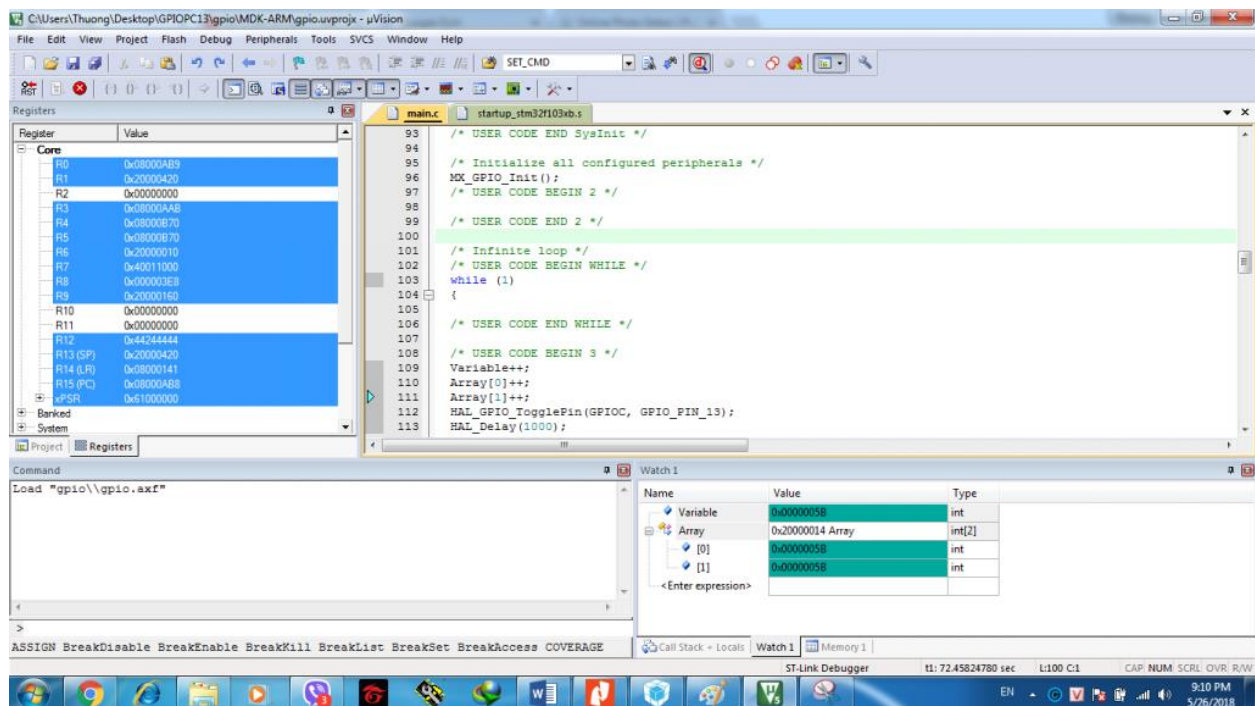 C:\Users\Thuong\Desktop\GPIOPC13\gpio\MDK-ARM\gpio.uvprojx - µVision
File Edit View Project Flash Debug Peripherals Tools SVCS Window Help
SET_CMD
RST
Registers
Register Value
Core
R0 0x08000AB9
R1 0x20000420
R2 0x00000000
R3 0x08000AAB
R4 0x08000B70
R5 0x08000B70
R6 0x20000010
R7 0x40011000
R8 0x000003E8
R9 0x20000160
R10 0x00000000
R11 0x00000000
R12 0x44244444
R13 (SP) 0x20000420
R14 (LR) 0x08000141
R15 (PC) 0x08000AB8
xPSR 0x61000000
Banked
System
Project Registers
main.c startup_stm32f103xb.s
93 /* USER CODE END SysInit */
94
95 /* Initialize all configured peripherals */
96 MX_GPIO_Init();
97 /* USER CODE BEGIN 2 */
98
99 /* USER CODE END 2 */
100
101 /* Infinite loop */
102 /* USER CODE BEGIN WHILE */
103 while (1)
104 {
105
106 /* USER CODE END WHILE */
107
108 /* USER CODE BEGIN 3 */
109 Variable++;
110 Array[0]++;
111 Array[1]++;
112 HAL_GPIO_TogglePin(GPIOC, GPIO_PIN_13);
113 HAL_Delay(1000);
Command
Load "gpio\\gpio.axf"
>
ASSIGN BreakDisable BreakEnable BreakKill BreakList BreakSet BreakAccess COVERAGE
Watch 1
Name Value Type
Variable 0x0000005B int
Array 0x20000014 Array int[2]
[0] 0x0000005B int
[1] 0x0000005B int
<Enter expression>
Call Stack + Locals Watch 1 Memory 1
ST-Link Debugger t1: 72.45824780 sec L:100 C:1 CAP NUM SCRL OVR R/W
EN 9:10 PM
5/26/2018